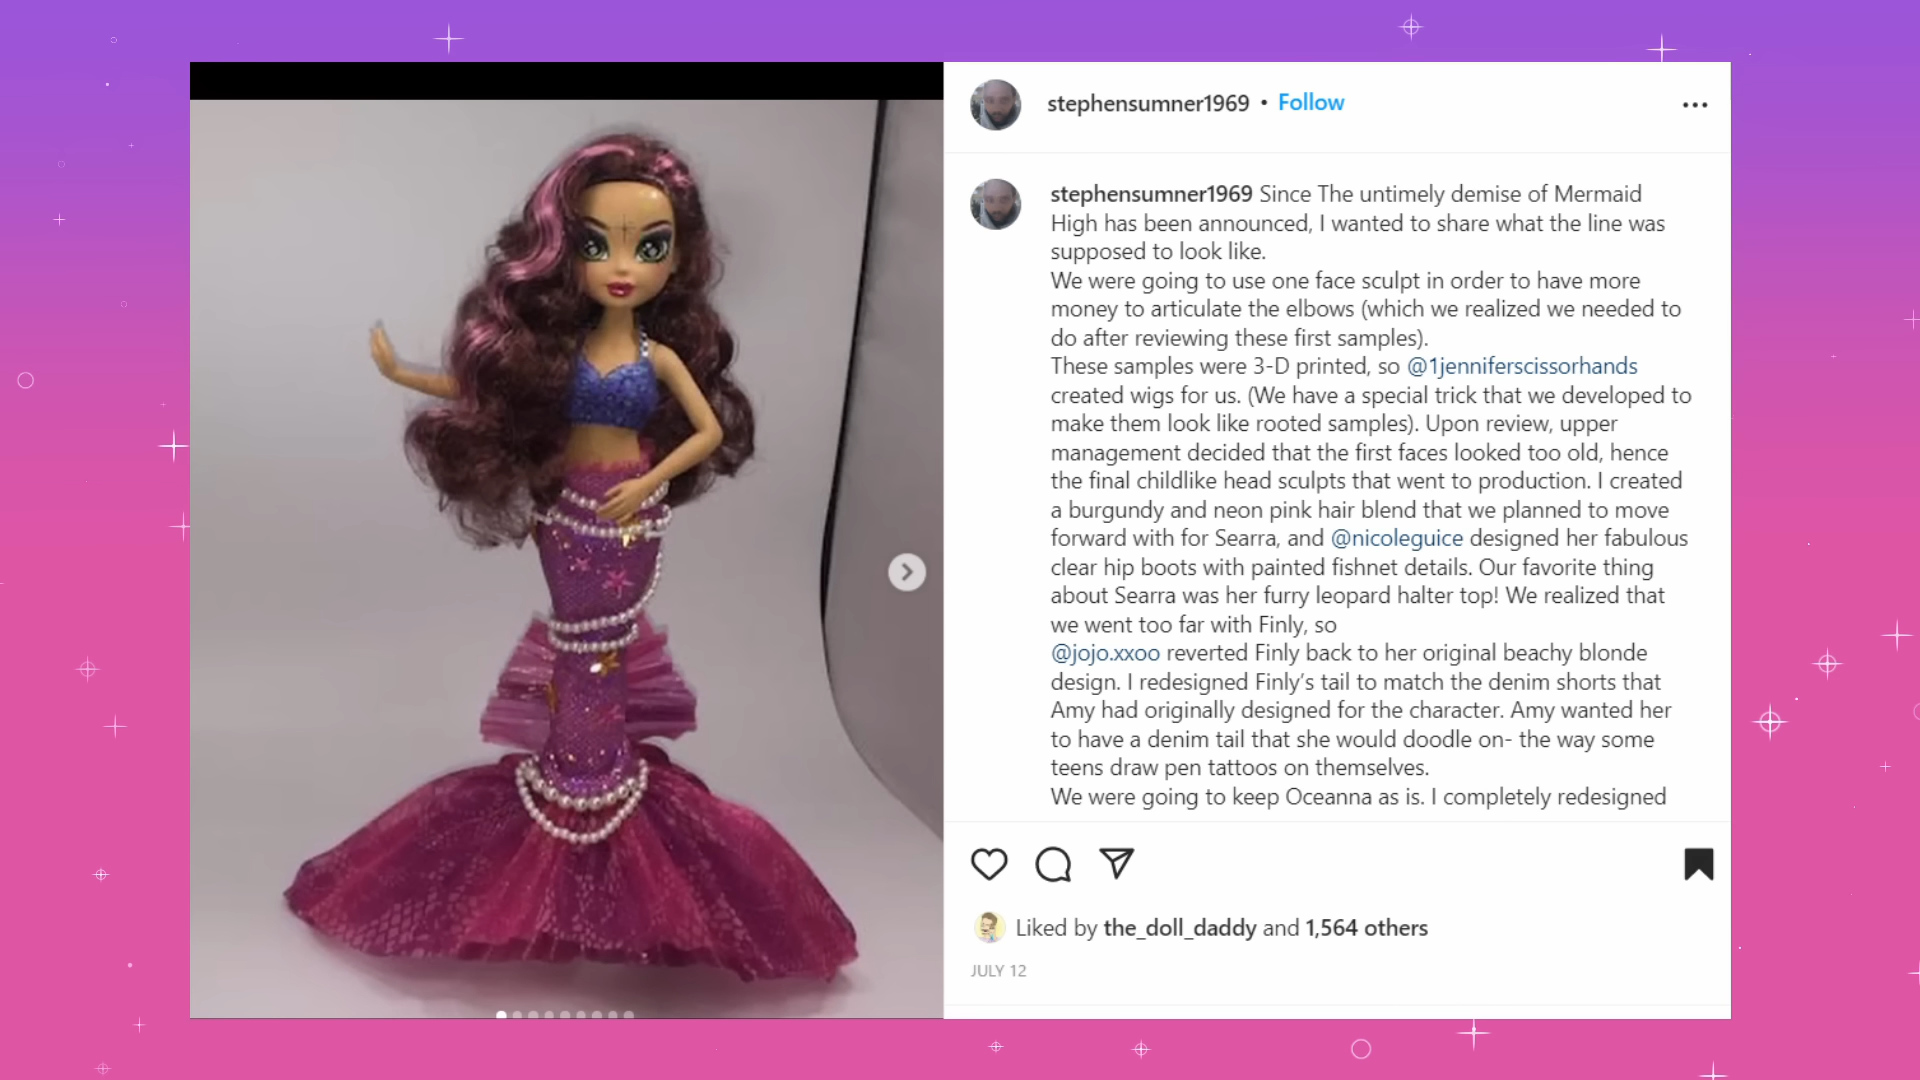 stephensumner1969 • Follow
stephensumner1969 Since The untimely demise of Mermaid
High has been announced, I wanted to share what the line was
supposed to look like.
We were going to use one face sculpt in order to have more
money to articulate the elbows (which we realized we needed to
do after reviewing these first samples).
These samples were 3-D printed, so @1jenniferscissorhands
created wigs for us. (We have a special trick that we developed to
make them look like rooted samples). Upon review, upper
management decided that the first faces looked too old, hence
the final childlike head sculpts that went to production. I created
a burgundy and neon pink hair blend that we planned to move
forward with for Searra, and @nicoleguice designed her fabulous
clear hip boots with painted fishnet details. Our favorite thing
about Searra was her furry leopard halter top! We realized that
we went too far with Finly, so
@jojo.xxoo reverted Finly back to her original beachy blonde
design. I redesigned Finly’s tail to match the denim shorts that
Amy had originally designed for the character. Amy wanted her
to have a denim tail that she would doodle on- the way some
teens draw pen tattoos on themselves.
We were going to keep Oceanna as is. I completely redesigned
Liked by the_doll_daddy and 1,564 others
JULY 12